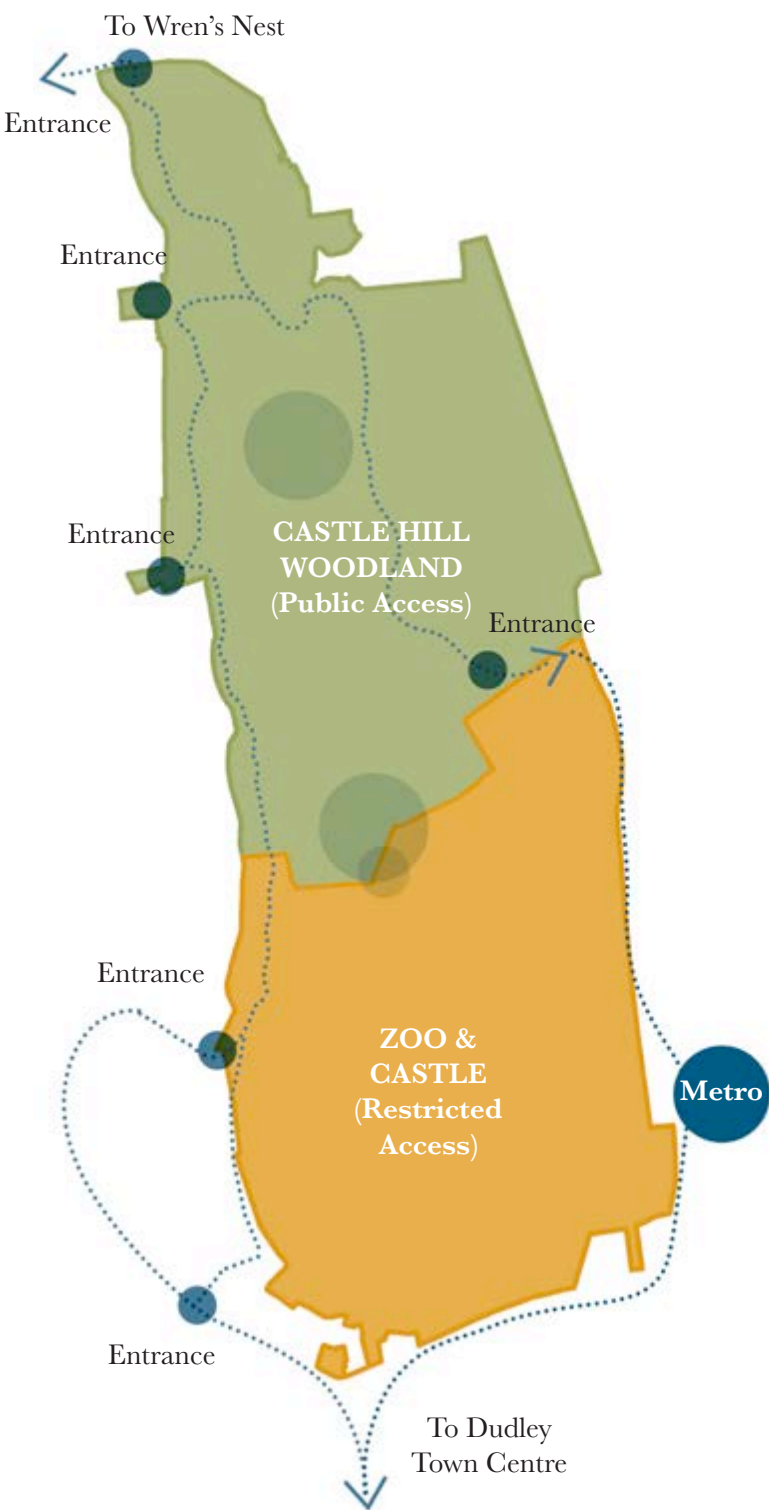 To Wren’s Nest
Entrance
Entrance
Entrance
CASTLE HILL
WOODLAND
(Public Access)
Entrance
Entrance
ZOO &
CASTLE
(Restricted
Access)
Metro
Entrance
To Dudley
Town Centre